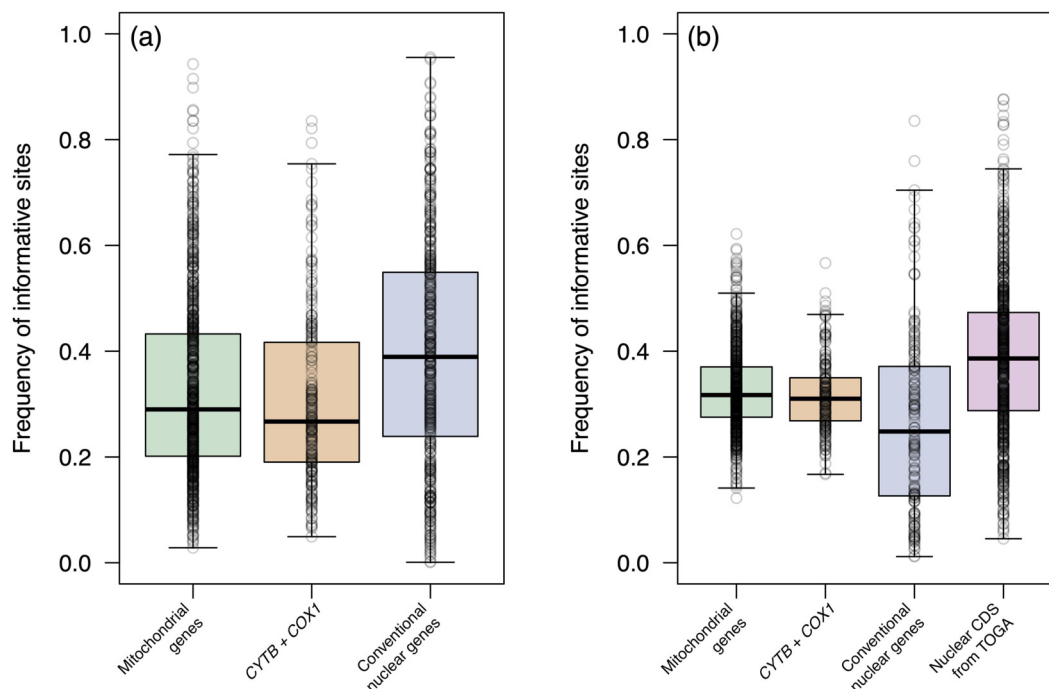 (a)
Frequency of informative sites
1.0
0.8
0.6
0.4
0.2
0.0
Mitochondrial
genes
CYTB + COX1
Conventional
nuclear genes
(b)
Frequency of informative sites
1.0
0.8
0.6
0.4
0.2
0.0
Mitochondrial
genes
CYTB + COX1
Conventional
nuclear genes
Nuclear CDS
from TOGA